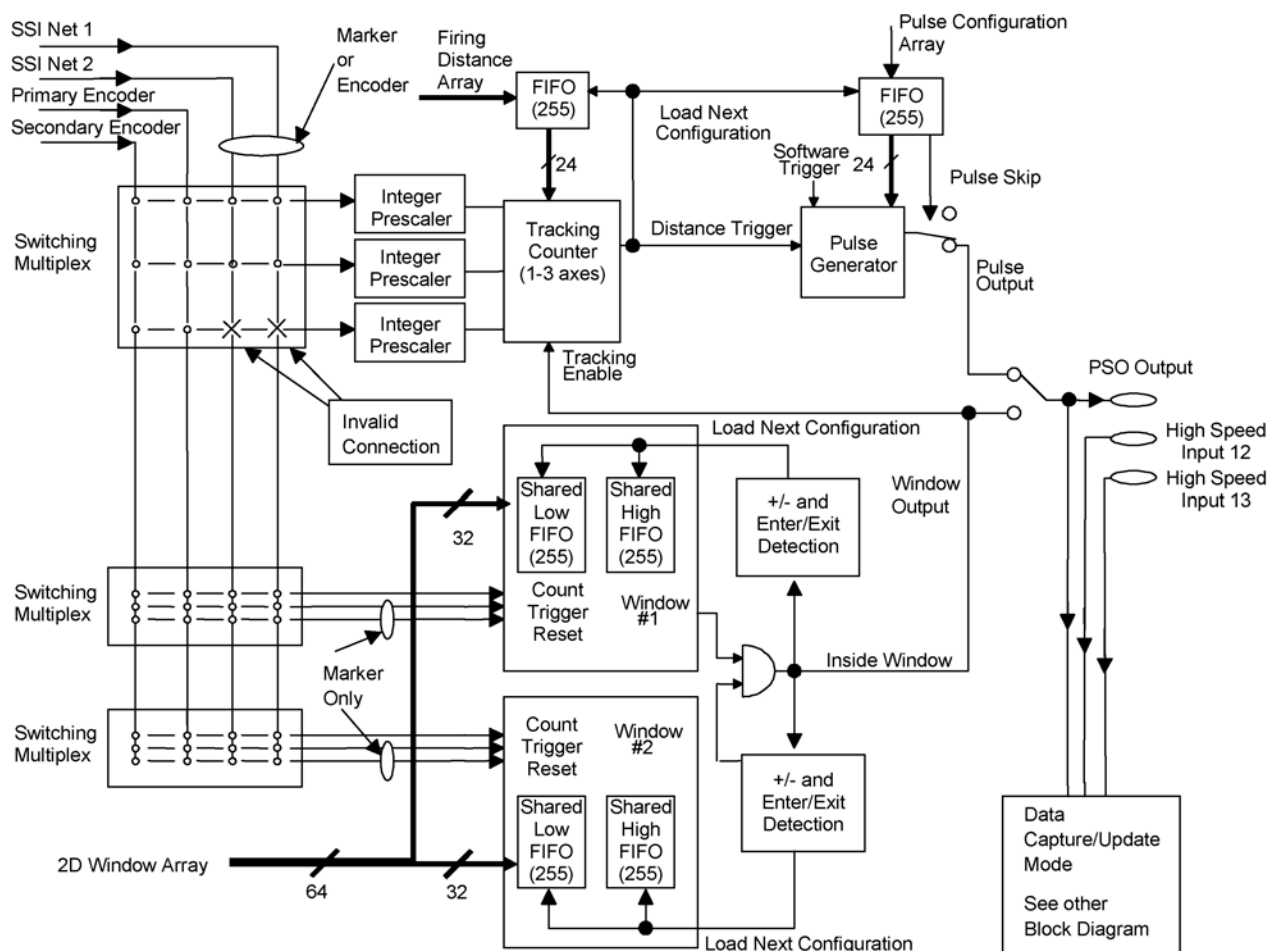 SSI Net 1
SSI Net 2
Primary Encoder
Secondary Encoder
Marker
or
Encoder
Firing
Distance
Array
FIFO
(255)
Load Next
Configuration
Pulse Configuration
Array
FIFO
(255)
24
Software
Trigger
24
Pulse Skip
Switching
Multiplex
Integer
Prescaler
Integer
Prescaler
Integer
Prescaler
Tracking
Counter
(1-3 axes)
Distance Trigger
Pulse
Generator
Pulse
Output
Invalid
Connection
Tracking
Enable
PSO Output
High Speed
Input 12
High Speed
Input 13
Load Next Configuration
Window
Output
32
Shared
Low
FIFO
(255)
Shared
High
FIFO
(255)
+/- and
Enter/Exit
Detection
Switching
Multiplex
Count
Trigger
Reset
Window
#1
Marker
Only
Inside Window
Switching
Multiplex
Count
Trigger
Reset
Window
#2
+/- and
Enter/Exit
Detection
Shared
Low
FIFO
(255)
Shared
High
FIFO
(255)
2D Window Array
64
32
Load Next Configuration
Data
Capture/Update
Mode
See other
Block Diagram